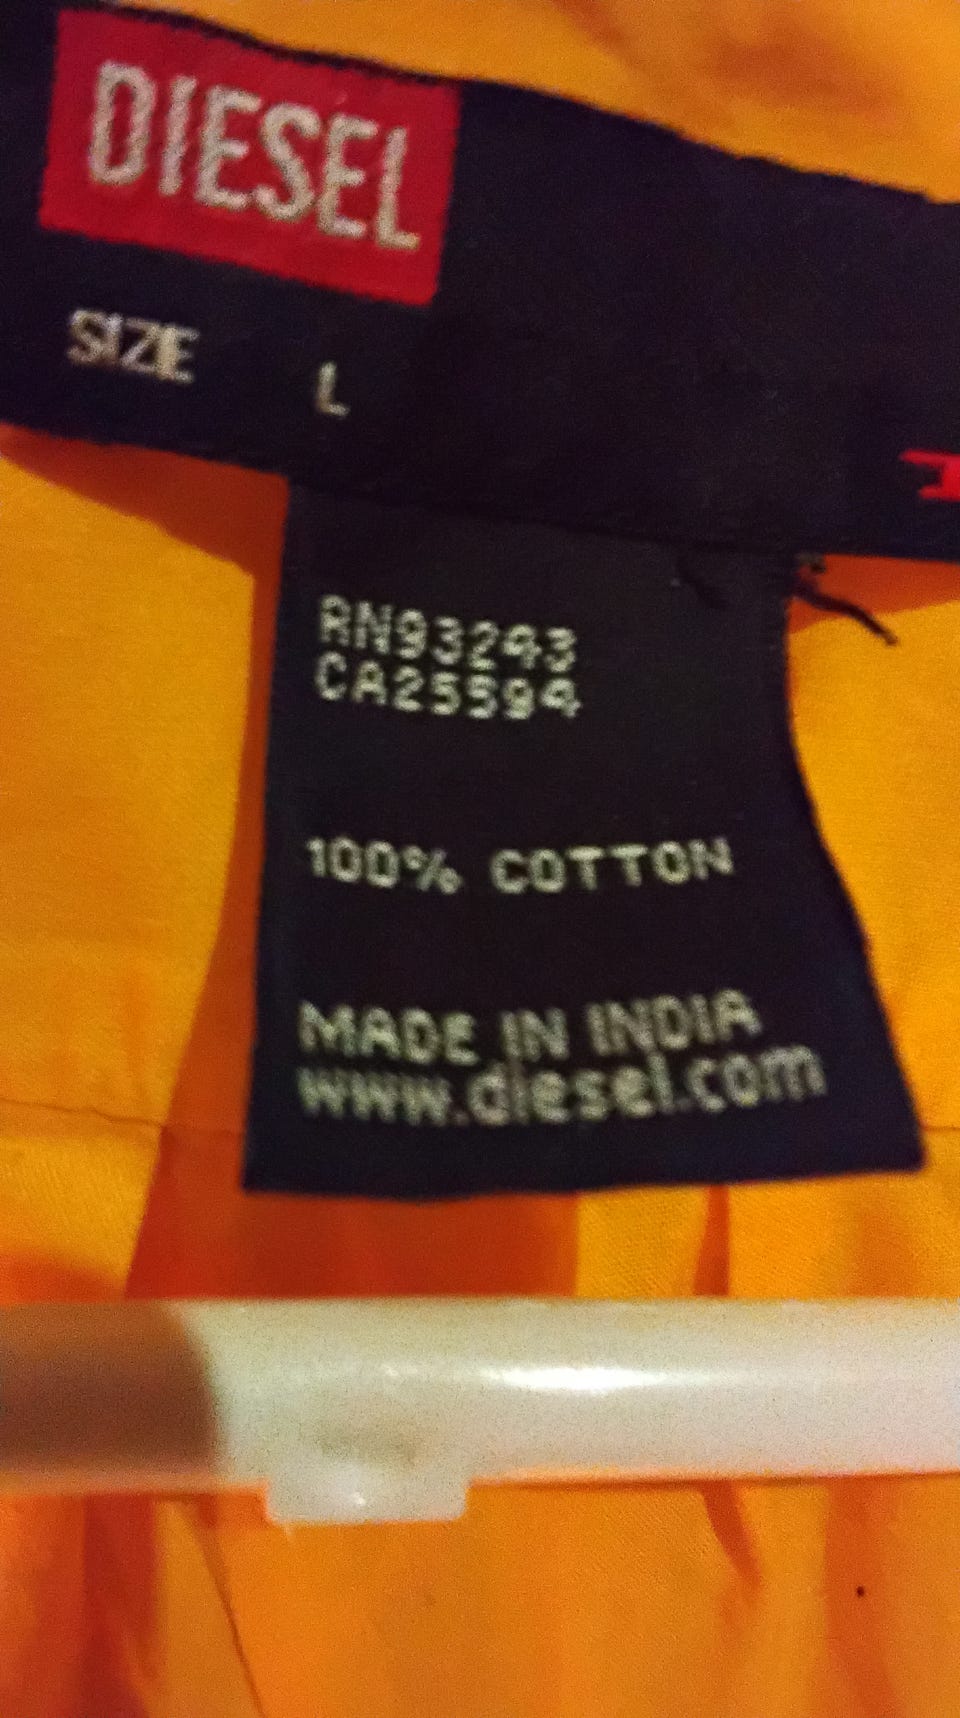 DIESEL
SIZE L
RN93243
CA25594
100% COTTON
MADE IN INDIA
www.diesel.com